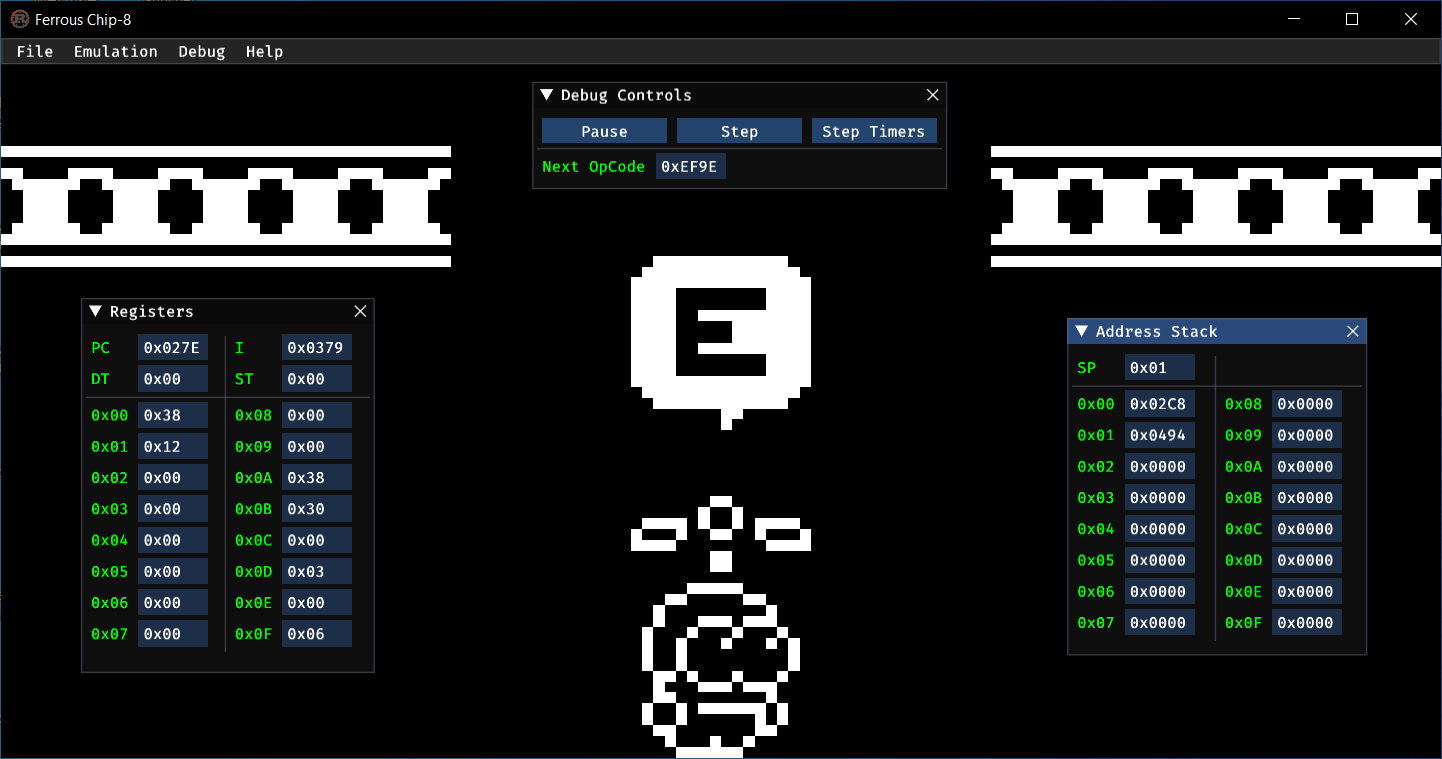 Ferrous Chip-8
File Emulation Debug Help
Debug Controls
Pause Step Step Timers
Next OpCode 0xEF9E
E
Registers
PC 0x027E I 0x0379
DT 0x00 ST 0x00
0x00 0x38 0x08 0x00
0x01 0x12 0x09 0x00
0x02 0x00 0x0A 0x38
0x03 0x00 0x0B 0x30
0x04 0x00 0x0C 0x00
0x05 0x00 0x0D 0x03
0x06 0x00 0x0E 0x00
0x07 0x00 0x0F 0x06
Address Stack
SP 0x01
0x00 0x02C8 0x08 0x0000
0x01 0x0494 0x09 0x0000
0x02 0x0000 0x0A 0x0000
0x03 0x0000 0x0B 0x0000
0x04 0x0000 0x0C 0x0000
0x05 0x0000 0x0D 0x0000
0x06 0x0000 0x0E 0x0000
0x07 0x0000 0x0F 0x0000